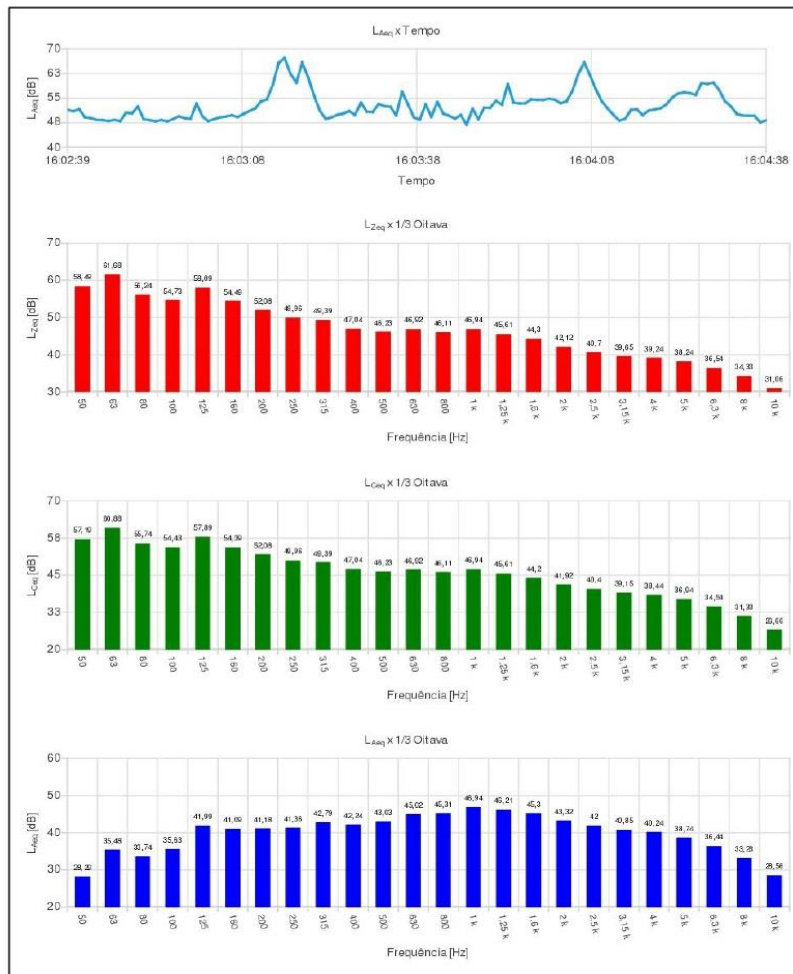 L_Aeq x Tempo
70
63
55
48
40
L_Aeq [dB]
16:02:39 16:03:08 16:03:38 16:04:08 16:04:38
Tempo
L_Zeq x 1/3 Oitava
70
60
50
40
30
L_Zeq [dB]
58,49 61,68 56,24 54,73 58,09 54,49 52,08 49,96 49,39 47,04 46,23 46,92 46,11 46,94 45,61 44,3 42,12 40,7 39,65 39,24 38,24 36,54 34,33 31,06
50 63 80 100 125 160 200 250 315 400 500 630 800 1 k 1,25 k 1,6 k 2 k 2,5 k 3,15 k 4 k 5 k 6,3 k 8 k 10 k
Frequência [Hz]
L_Ceq x 1/3 Oitava
70
58
45
33
20
L_Ceq [dB]
57,19 60,88 55,74 54,43 57,89 54,39 52,08 49,96 49,39 47,04 46,23 46,92 46,11 46,94 45,61 44,2 41,92 40,4 39,15 38,44 36,94 34,54 31,33 26,66
50 63 80 100 125 160 200 250 315 400 500 630 800 1 k 1,25 k 1,6 k 2 k 2,5 k 3,15 k 4 k 5 k 6,3 k 8 k 10 k
Frequência [Hz]
L_Aeq x 1/3 Oitava
60
50
40
30
20
L_Aeq [dB]
28,29 35,48 33,74 35,63 41,99 41,09 41,18 41,36 42,79 42,24 43,03 45,02 45,31 46,94 46,21 45,3 43,32 42 40,85 40,24 38,74 36,44 33,23 28,56
50 63 80 100 125 160 200 250 315 400 500 630 800 1 k 1,25 k 1,6 k 2 k 2,5 k 3,15 k 4 k 5 k 6,3 k 8 k 10 k
Frequência [Hz]